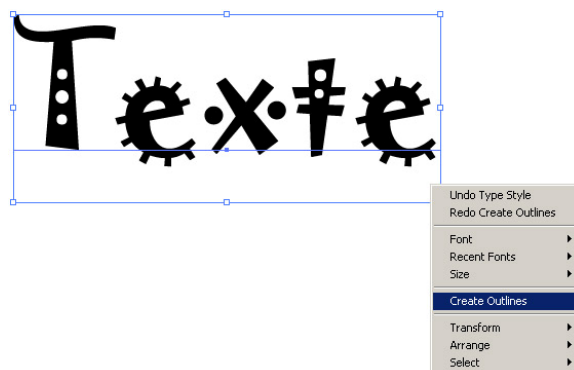 Texte
Undo Type Style
Redo Create Outlines
Font
Recent Fonts
Size
Create Outlines
Transform
Arrange
Select